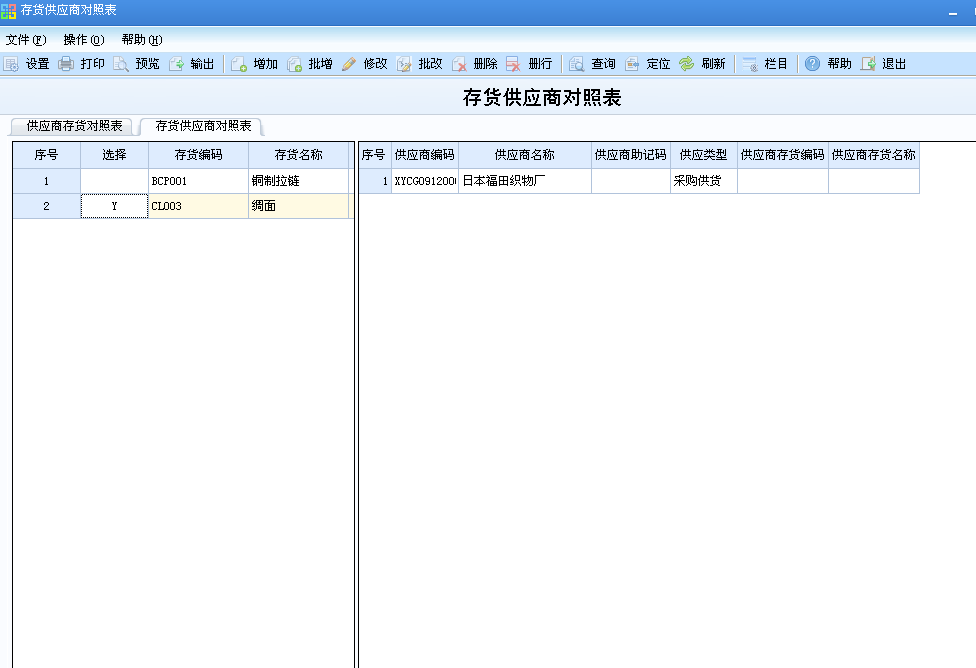 存货供应商对照表
文件(F) 操作(O) 帮助(H)
设置 打印 预览 输出 增加 批增 修改 批改 删除 删行 查询 定位 刷新 栏目 帮助 退出
存货供应商对照表
供应商存货对照表 存货供应商对照表
序号 选择 存货编码 存货名称 序号 供应商编码 供应商名称 供应商助记码 供应类型 供应商存货编码 供应商存货名称
1 BCP001 铜制拉链 1 XYCG091200 日本福田织物厂 采购供货
2 Y CL003 绸面